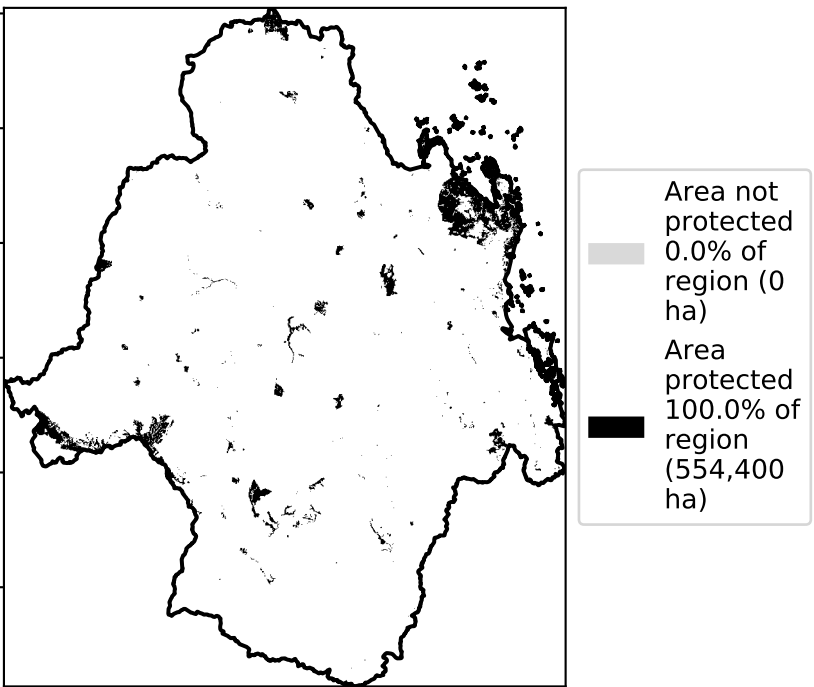 Area not
protected
0.0% of
region (0
ha)
Area
protected
100.0% of
region
(554,400
ha)